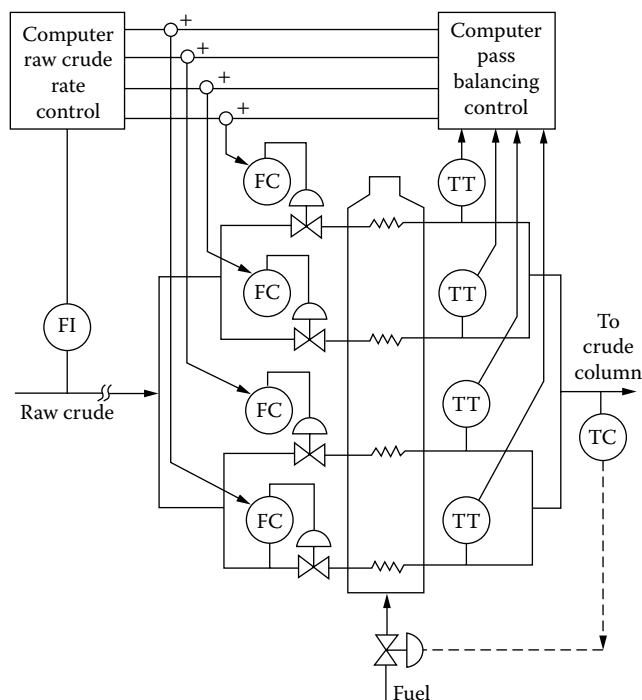 Computer
raw crude
rate
control
+
+
+
+
Computer
pass
balancing
control
FC
TT
FC
TT
FI
To
crude
column
Raw crude
FC
TT
TC
FC
TT
Fuel